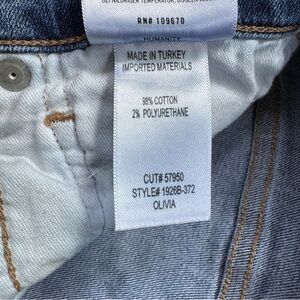 RN# 109670
HUMANITY
MADE IN TURKEY
IMPORTED MATERIALS
98% COTTON
2% POLYURETHANE
CUT# 57950
STYLE# 1926B-372
OLIVIA